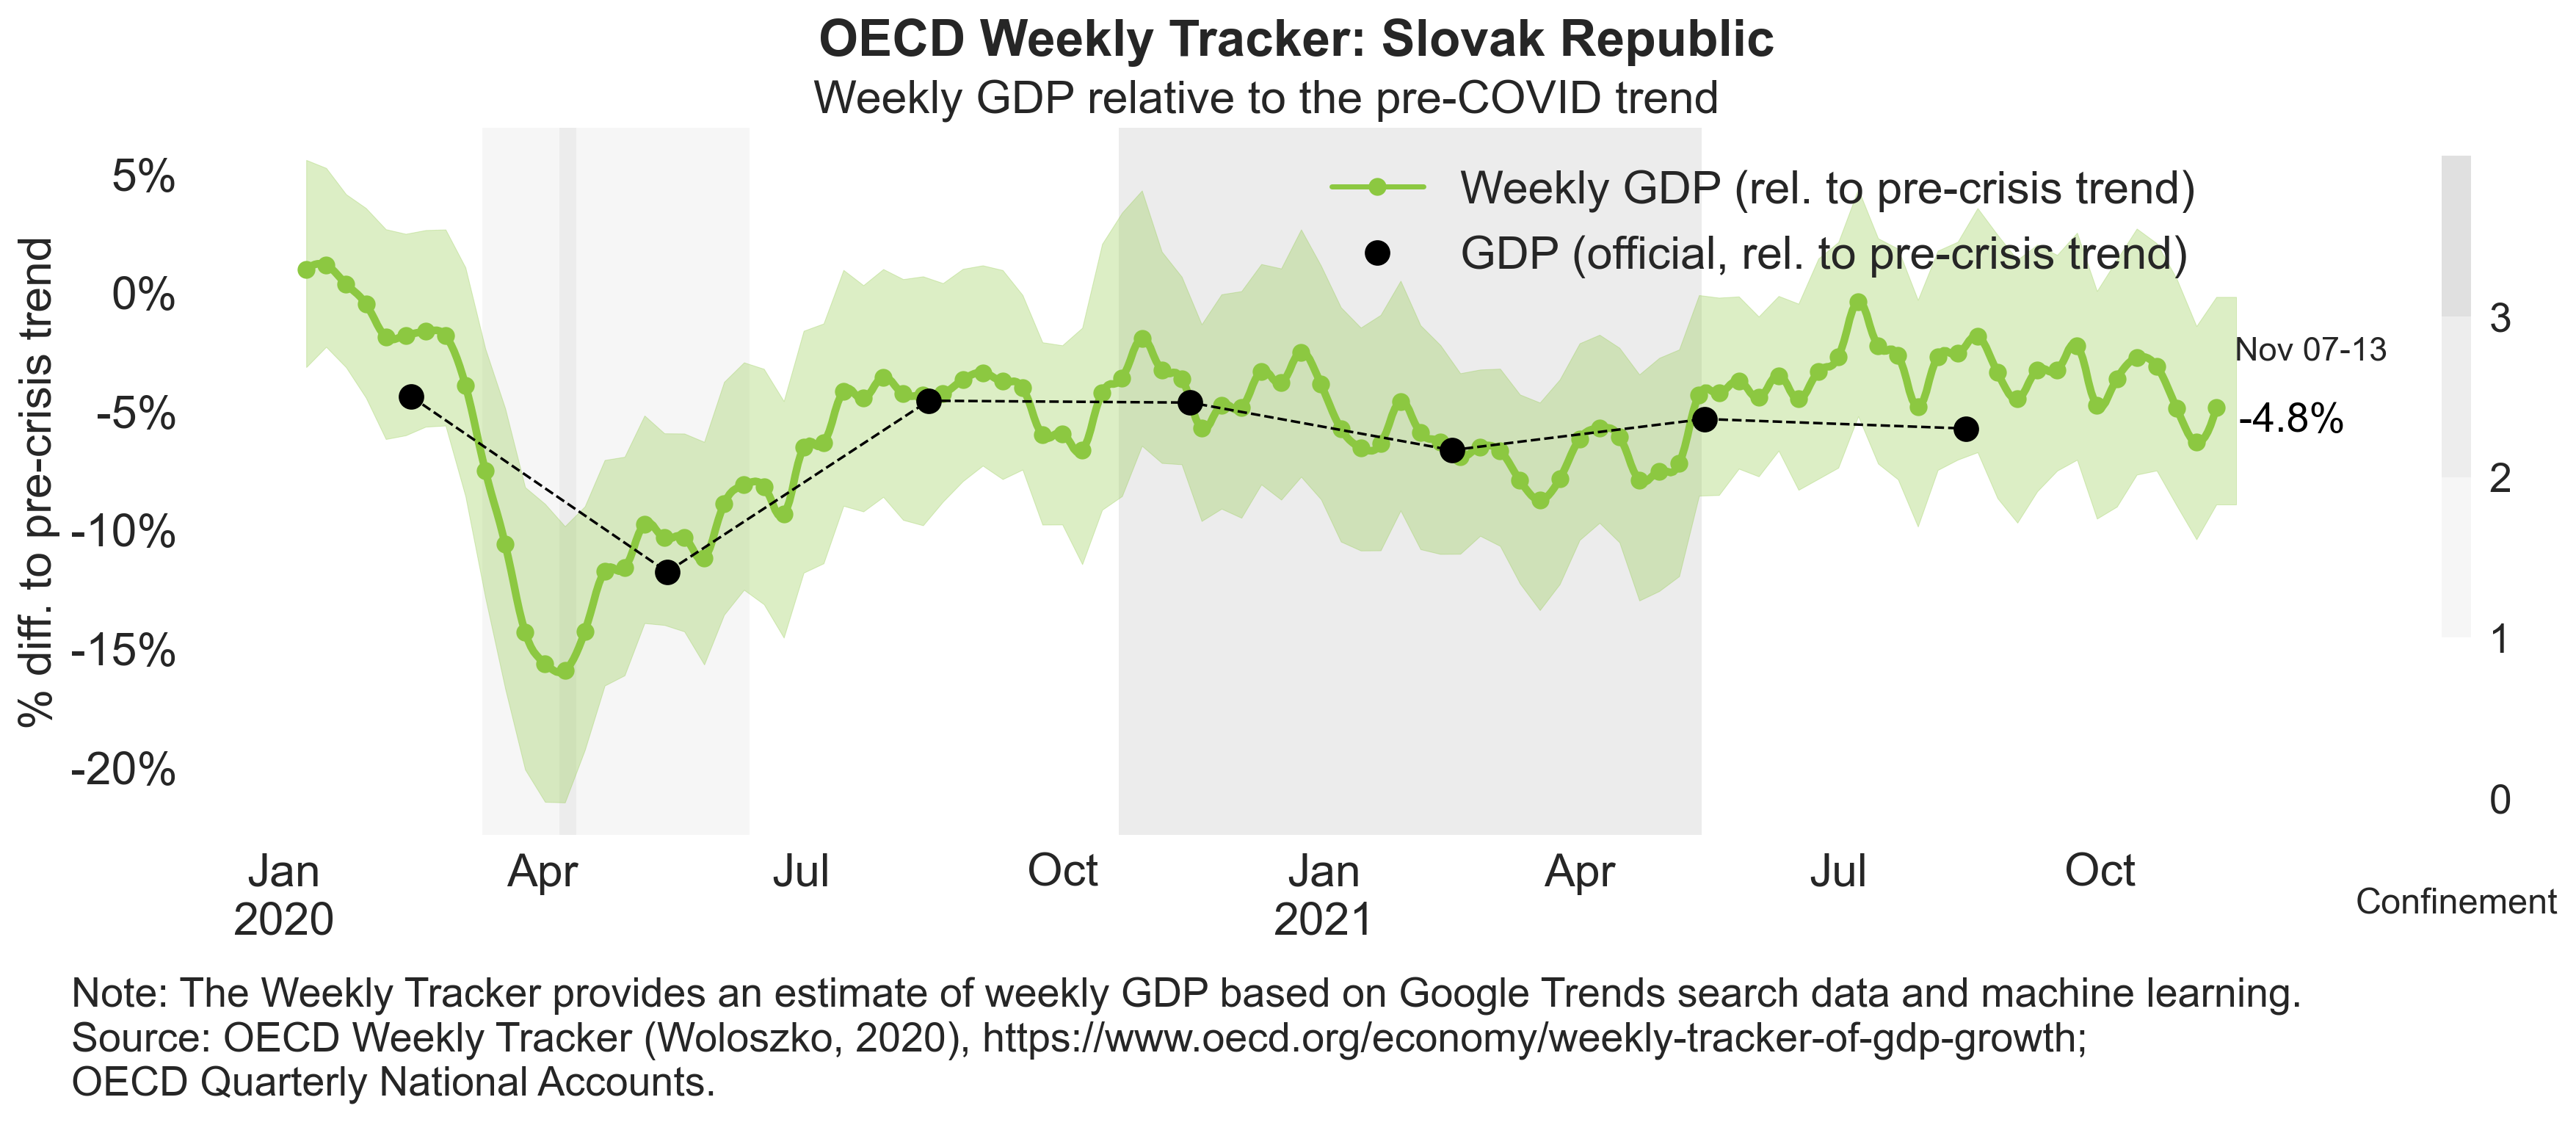 OECD Weekly Tracker: Slovak Republic
Weekly GDP relative to the pre-COVID trend
Weekly GDP (rel. to pre-crisis trend)
GDP (official, rel. to pre-crisis trend)
% diff. to pre-crisis trend
5%
0%
-5%
-10%
-15%
-20%
Nov 07-13
-4.8%
3
2
1
0
Confinement
Jan Apr Jul Oct Jan Apr Jul Oct
2020 2021
Note: The Weekly Tracker provides an estimate of weekly GDP based on Google Trends search data and machine learning.
Source: OECD Weekly Tracker (Woloszko, 2020), https://www.oecd.org/economy/weekly-tracker-of-gdp-growth;
OECD Quarterly National Accounts.